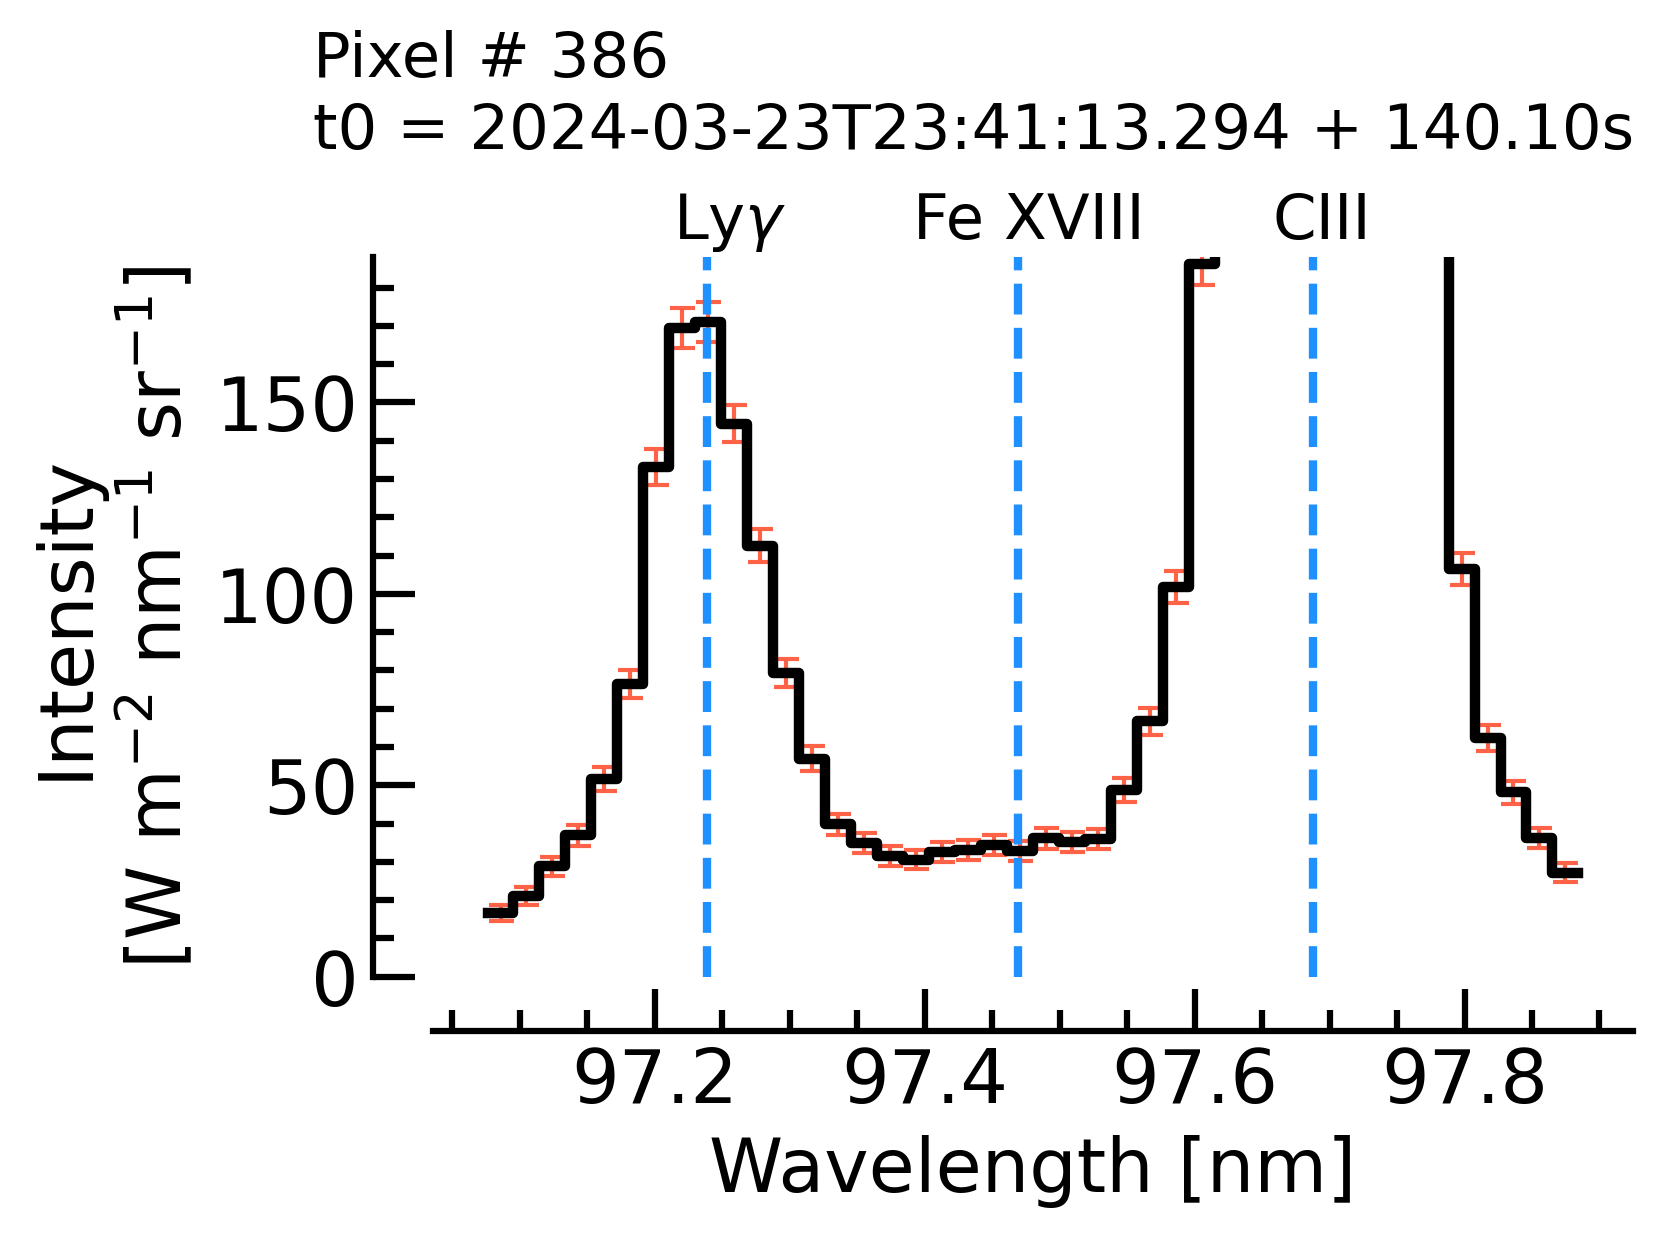 Pixel # 386
t0 = 2024-03-23T23:41:13.294 + 140.10s
Lyγ Fe XVIII CIII
Intensity
[W m⁻² nm⁻¹ sr⁻¹]
150
100
50
0
97.2 97.4 97.6 97.8
Wavelength [nm]